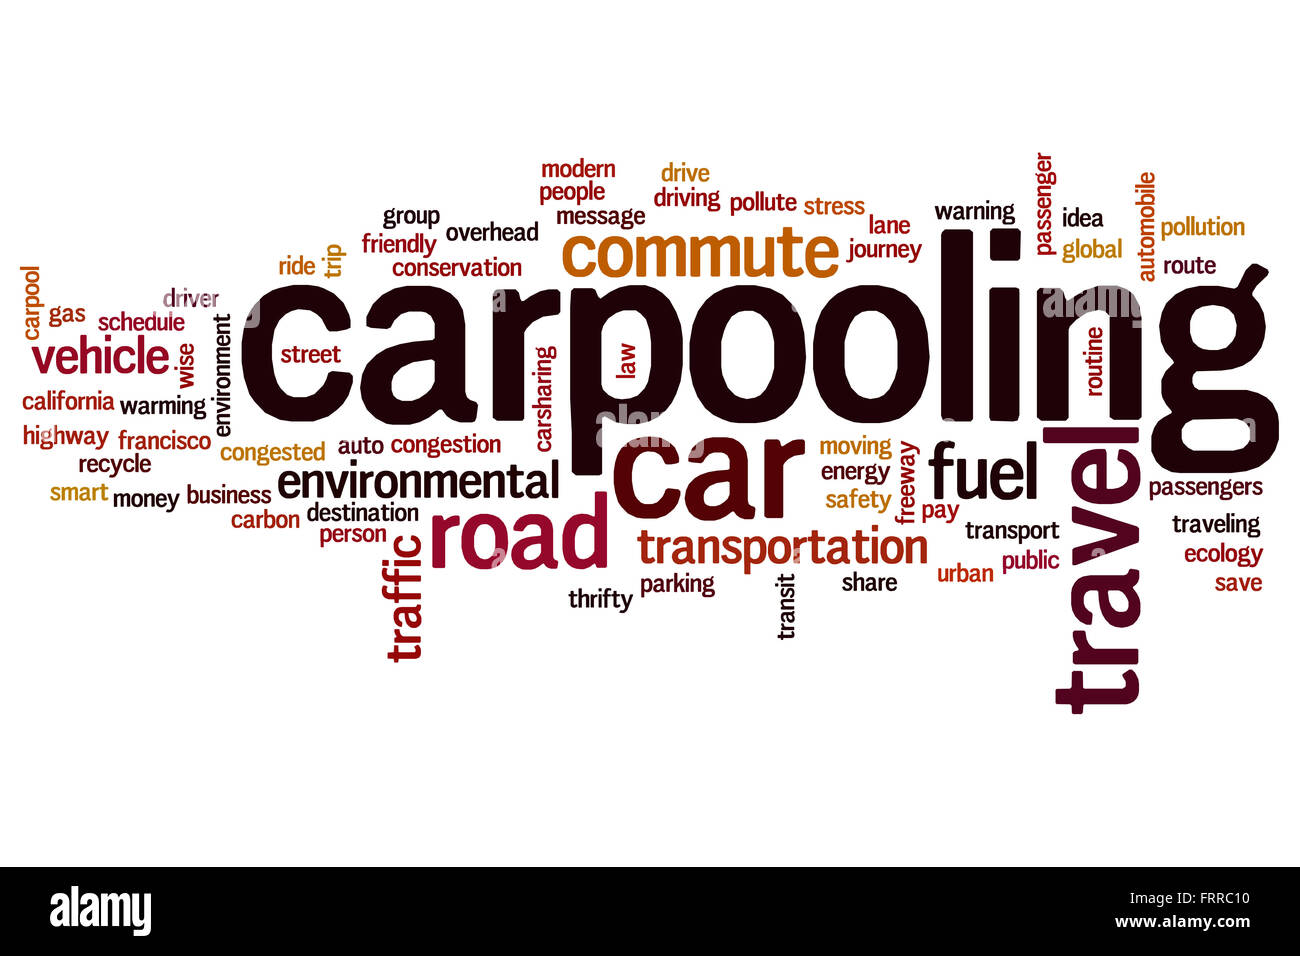 modern
people
drive
driving
pollute
stress
message
group
overhead
friendly
conservation
trip
ride
commute
lane
journey
warning
passenger
idea
global
automobile
pollution
route
carpool
gas
driver
schedule
vehicle
wise
environment
street
carpooling
carsharing
law
routine
california
warming
highway
francisco
recycle
congested
auto
congestion
smart
money
business
environmental
carbon
destination
person
traffic
road
car
transportation
moving
energy
safety
freeway
pay
fuel
transport
public
urban
travel
passengers
traveling
ecology
save
thrifty
parking
transit
share
alamy
alamy
Image ID: FRRC10
www.alamy.com